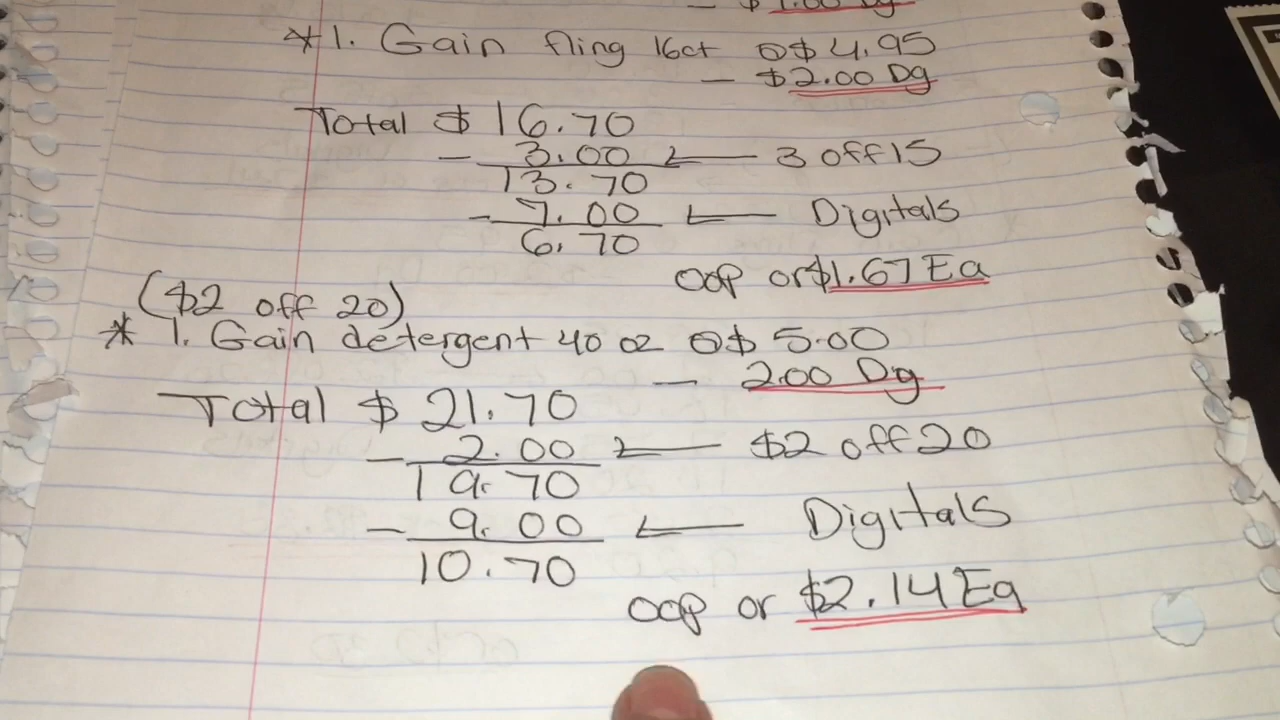 - $1.00 Dg
*1. Gain fling 16ct @$4.95
- $2.00 Dg
Total $16.70
- 3.00 ← 3 off 15
13.70
- 7.00 ← Digitals
6.70
OOP or $1.67 Ea
($2 off 20)
* 1. Gain detergent 40 oz @$5.00
- 2.00 Dg
Total $21.70
- 2.00 ← $2 off 20
19.70
- 9.00 ← Digitals
10.70
OOP or $2.14 Ea